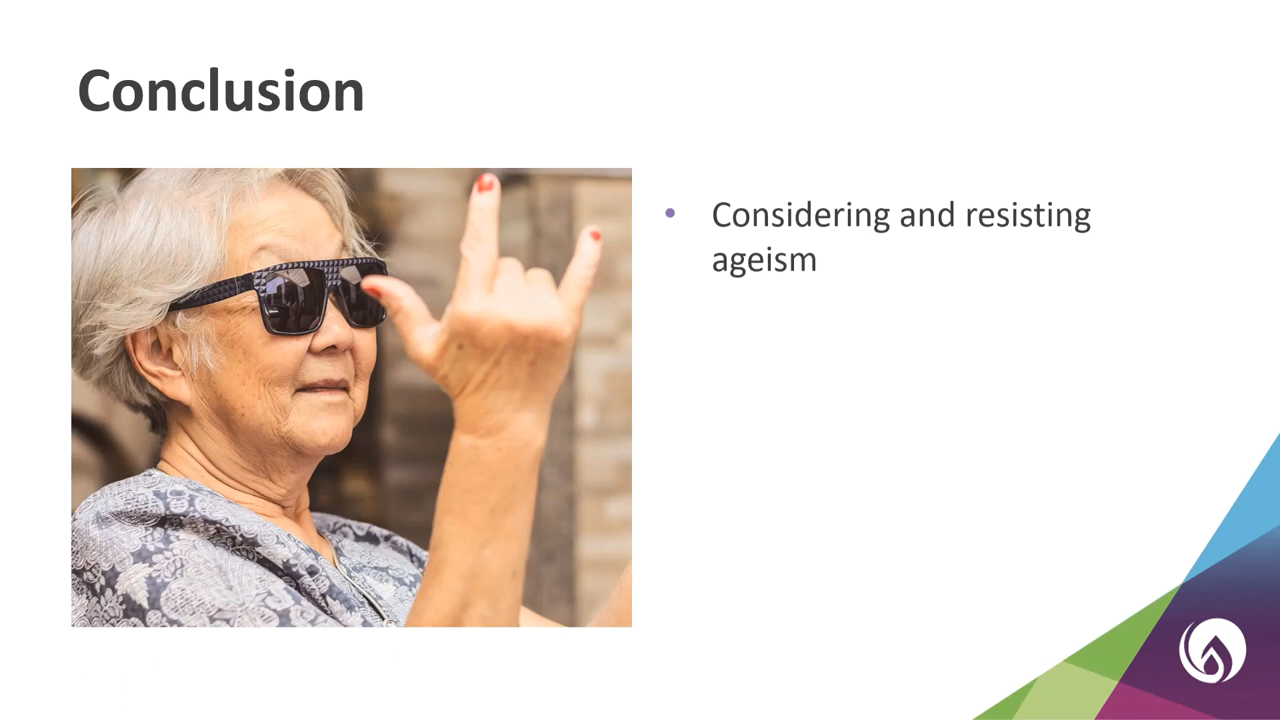 Conclusion
• Considering and resisting
ageism